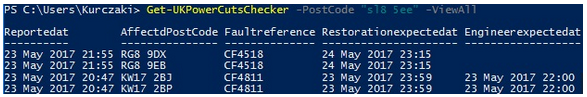 PS C:\Users\Kurczaki> Get-UKPowerCutsChecker -PostCode "sl8 5ee" -ViewAll
Reportedat AffectdPostCode Faultreference Restorationexpectedat Engineerexpectedat
---------- --------------- -------------- --------------------- ------------------
23 May 2017 21:55 RG8 9DX CF4518 24 May 2017 23:15
23 May 2017 21:55 RG8 9EB CF4518 24 May 2017 23:15
23 May 2017 20:47 KW17 2BJ CF4811 23 May 2017 23:59 23 May 2017 22:00
23 May 2017 20:47 KW17 2BP CF4811 23 May 2017 23:59 23 May 2017 22:00